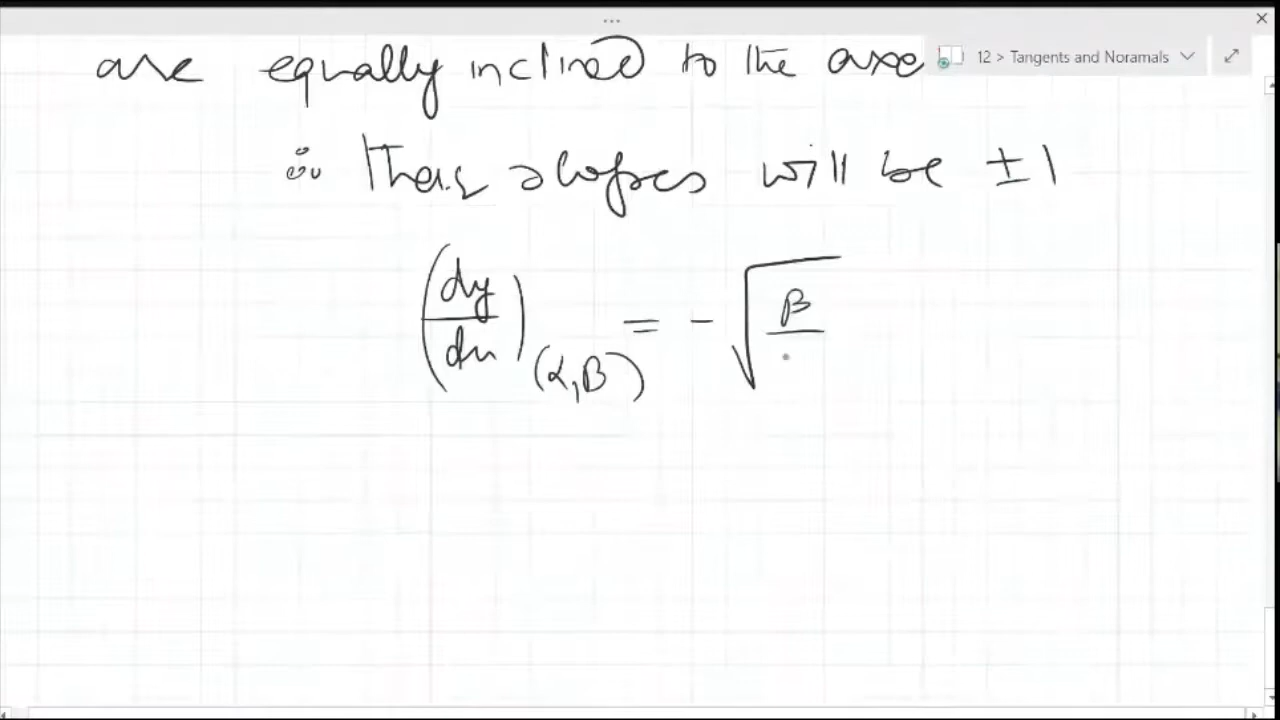 12 > Tangents and Noramals
are equally inclined to the axe
∴ Their slopes will be ±1
(dy/dx)(α,β) = -√(β/